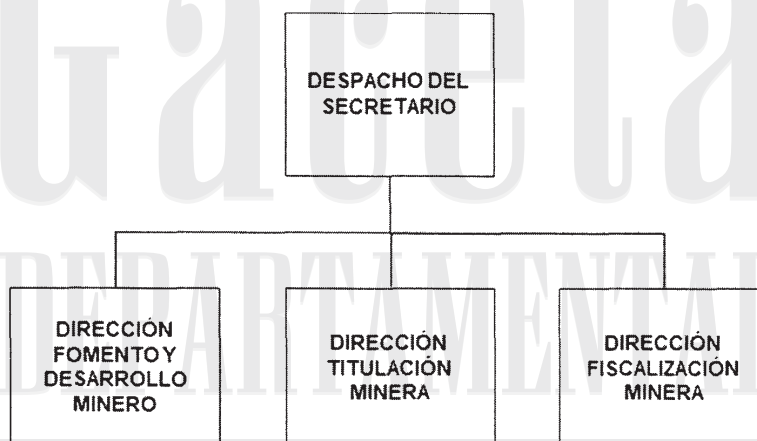 Gaceta
DEPARTAMENTAL
DESPACHO DEL
SECRETARIO
DIRECCIÓN
FOMENTO Y
DESARROLLO
MINERO
DIRECCIÓN
TITULACIÓN
MINERA
DIRECCIÓN
FISCALIZACIÓN
MINERA